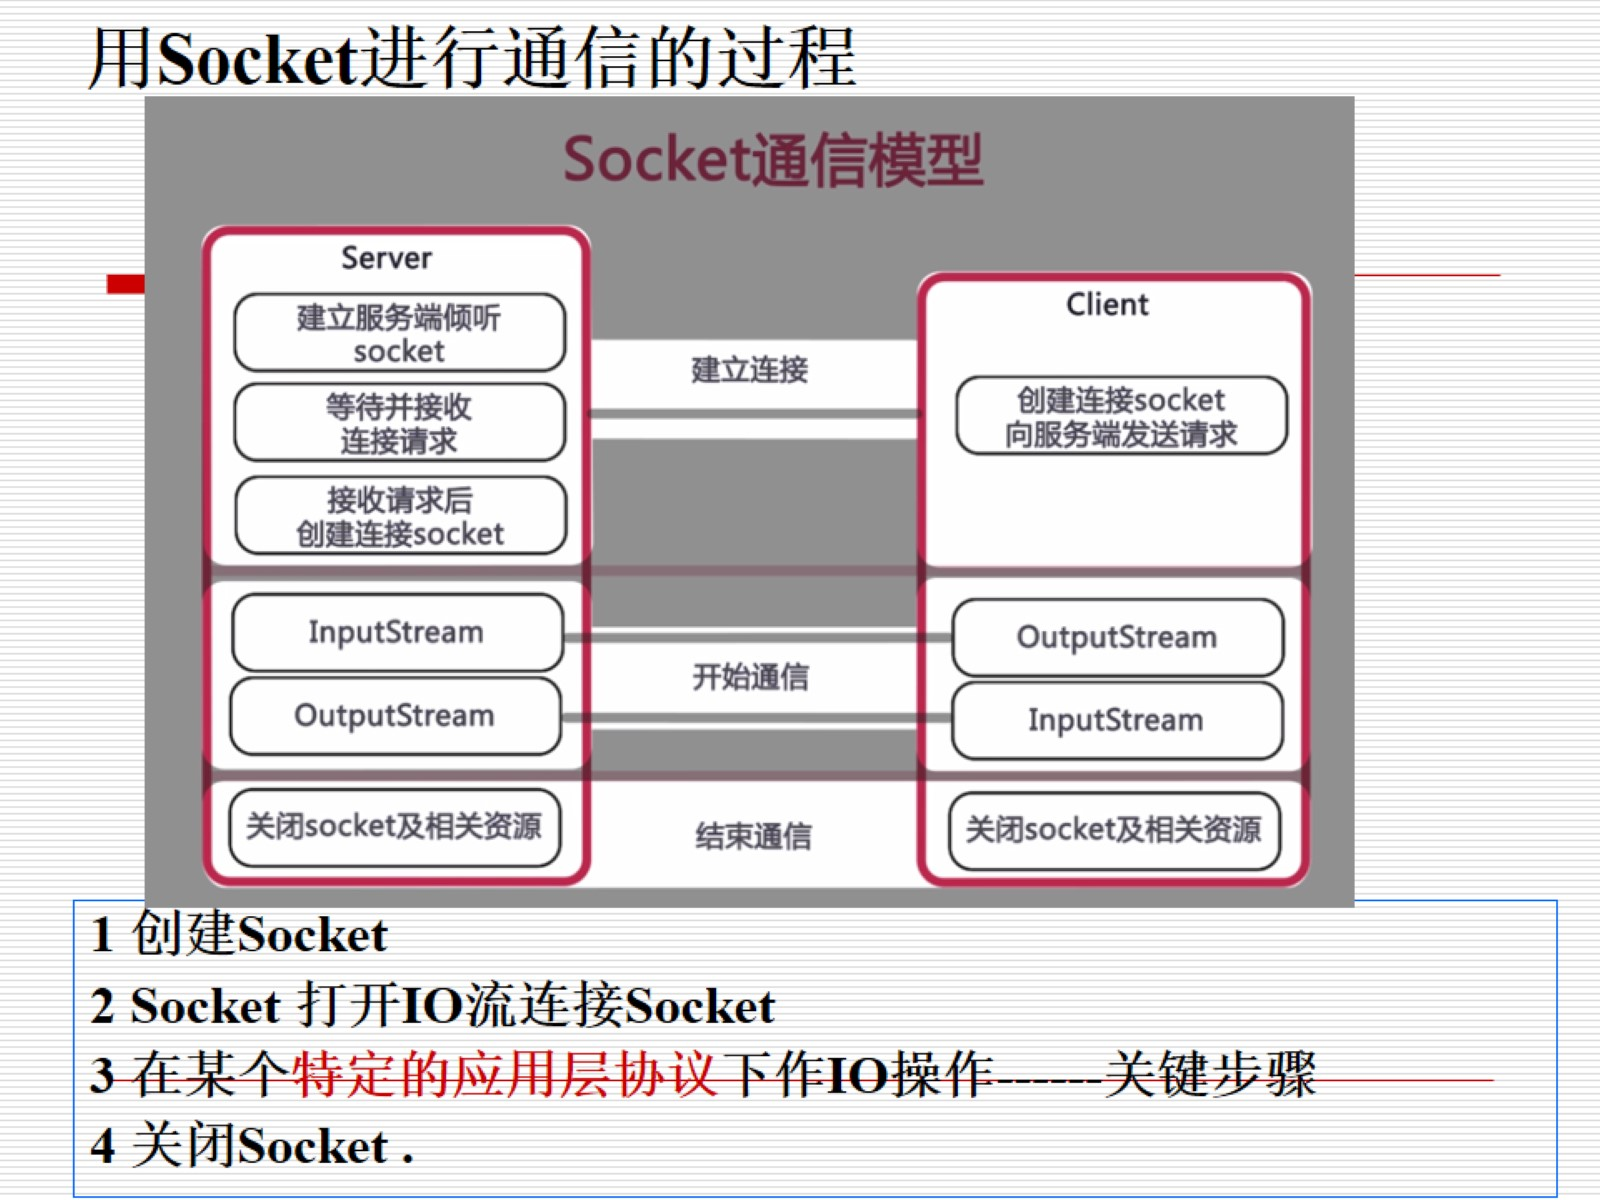 用Socket进行通信的过程
Socket通信模型
Server
建立服务端倾听
socket
等待并接收
连接请求
接收请求后
创建连接socket
建立连接
Client
创建连接socket
向服务端发送请求
InputStream
OutputStream
开始通信
OutputStream
InputStream
关闭socket及相关资源
结束通信
关闭socket及相关资源
1 创建Socket
2 Socket 打开IO流连接Socket
3 在某个特定的应用层协议下作IO操作------关键步骤
4 关闭Socket .